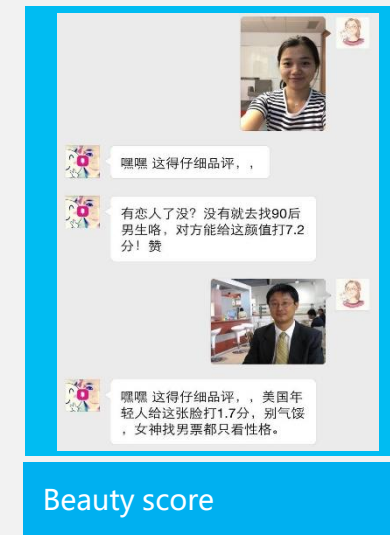 嘿嘿 这得仔细品评，，
有恋人了没？没有就去找90后
男生咯，对方能给这颜值打7.2
分！赞
嘿嘿 这得仔细品评，，美国年
轻人给这张脸打1.7分，别气馁
，女神找男票都只看性格。
Beauty score